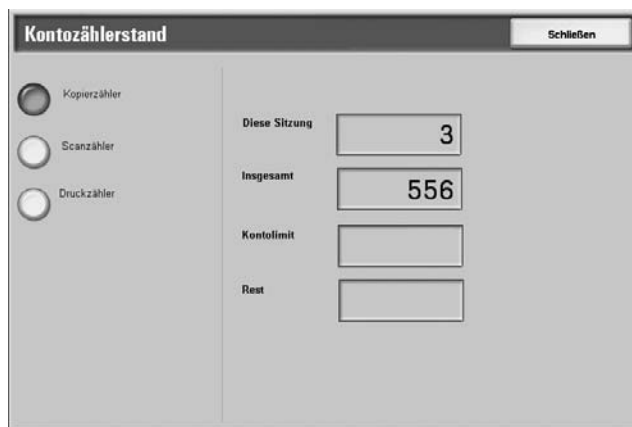 Kontozählerstand
Schließen
Kopierzähler
Scanzähler
Druckzähler
Diese Sitzung
3
Insgesamt
556
Kontolimit
Rest